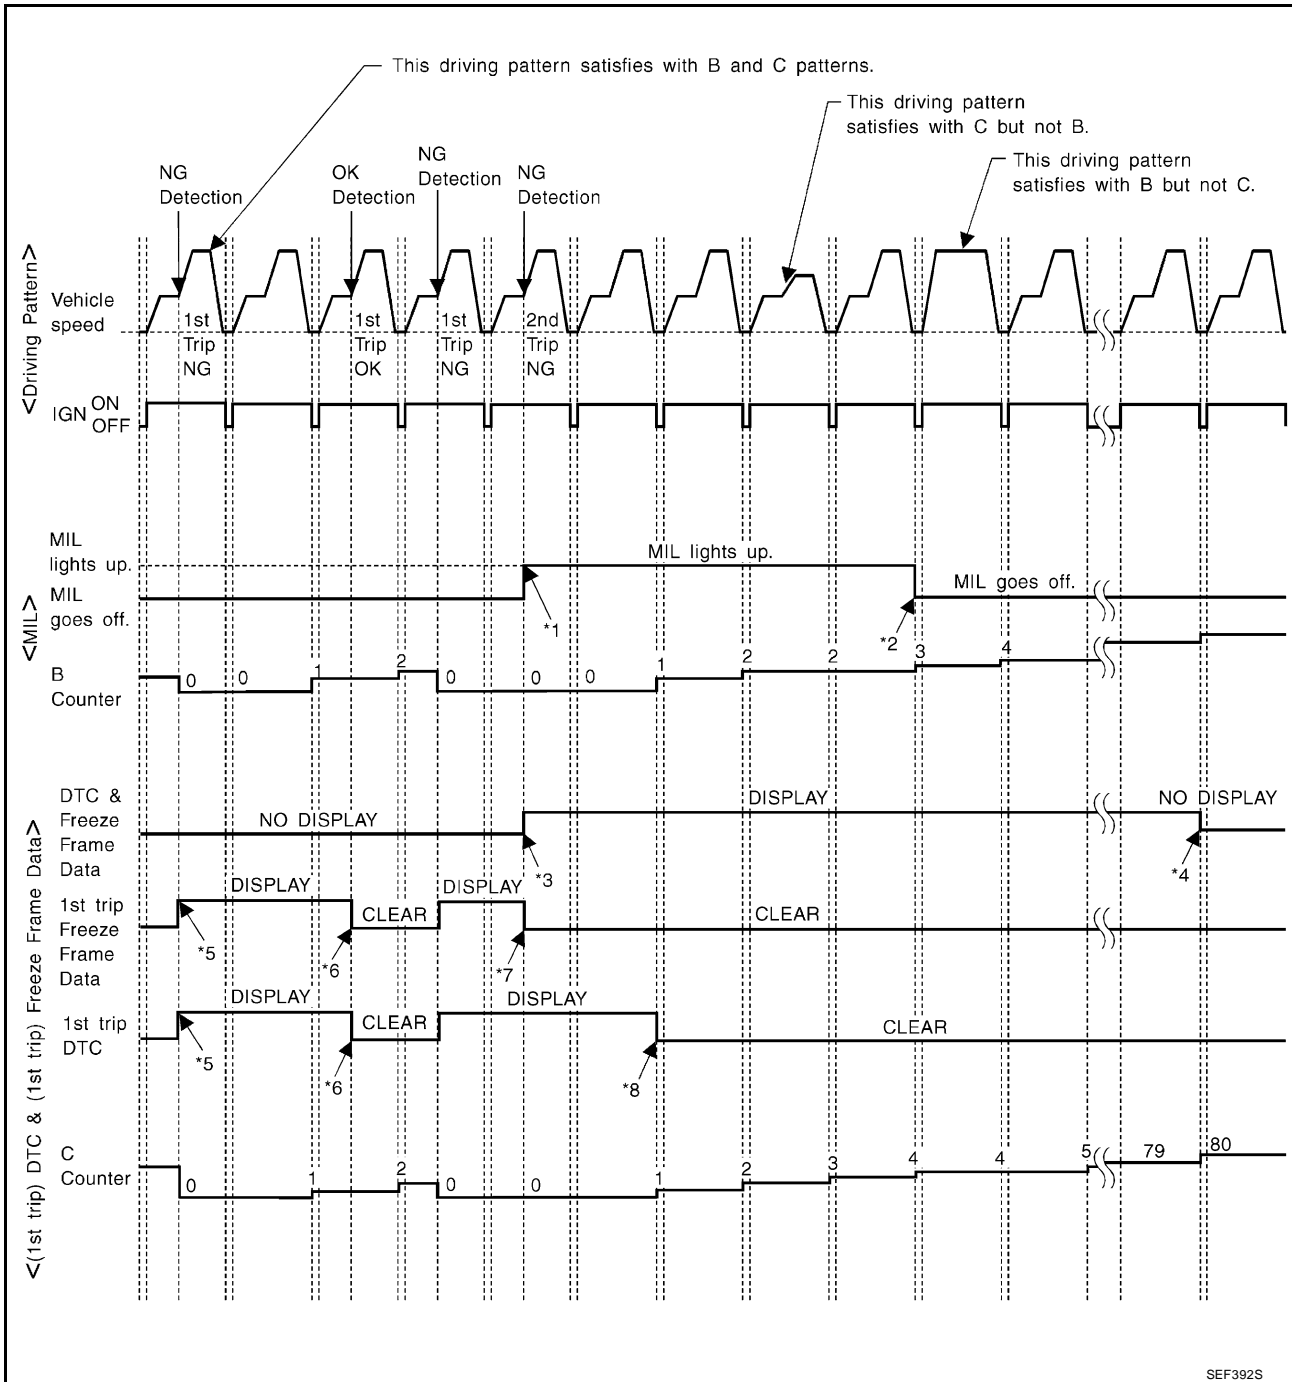 This driving pattern satisfies with B and C patterns.
This driving pattern
satisfies with C but not B.
This driving pattern
satisfies with B but not C.
NG
Detection
OK
Detection
NG
Detection
NG
Detection
<Driving Pattern>
Vehicle
speed
1st
Trip
NG
1st
Trip
OK
1st
Trip
NG
2nd
Trip
NG
IGN ON
OFF
<MIL>
MIL
lights up.
MIL
goes off.
MIL lights up.
MIL goes off.
*1
*2
B
Counter
0 0 1 2 0 0 0 1 2 2 3 4
<(1st trip) DTC & (1st trip) Freeze Frame Data>
DTC &
Freeze
Frame
Data
NO DISPLAY
DISPLAY
NO DISPLAY
*3
*4
1st trip
Freeze
Frame
Data
DISPLAY
CLEAR
DISPLAY
CLEAR
*5
*6
*7
1st trip
DTC
DISPLAY
CLEAR
DISPLAY
CLEAR
*5
*6
*8
C
Counter
0 1 2 0 0 1 2 3 4 4 5 79 80
SEF392S